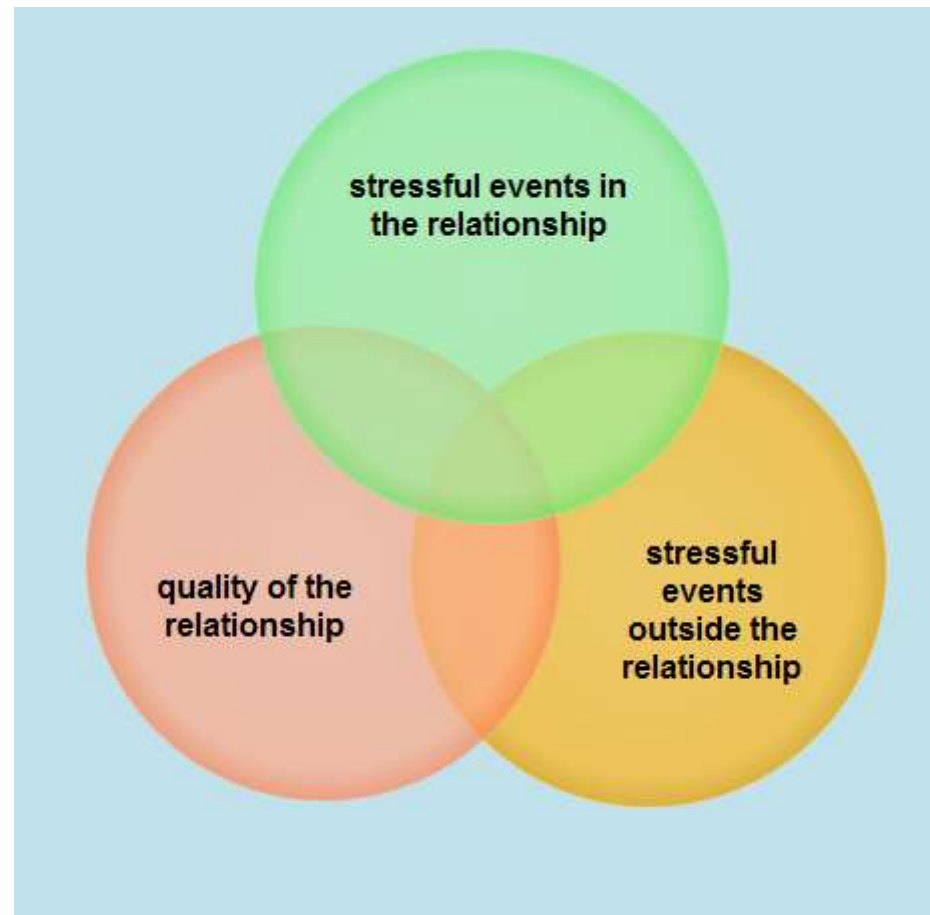 stressful events in
the relationship
quality of the
relationship
stressful
events
outside the
relationship